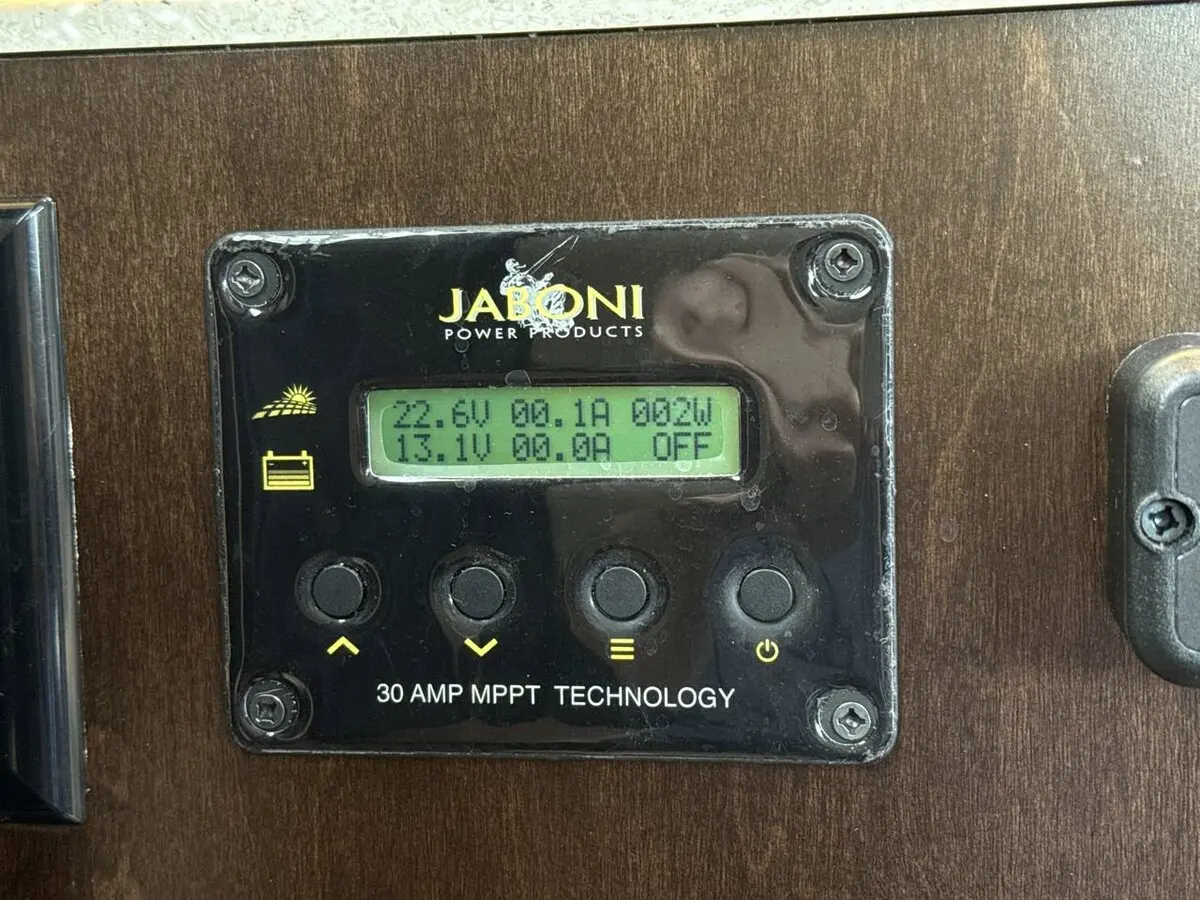 JABONI
POWER PRODUCTS
22.6V 00.1A 002W
13.1V 00.0A OFF
30 AMP MPPT TECHNOLOGY